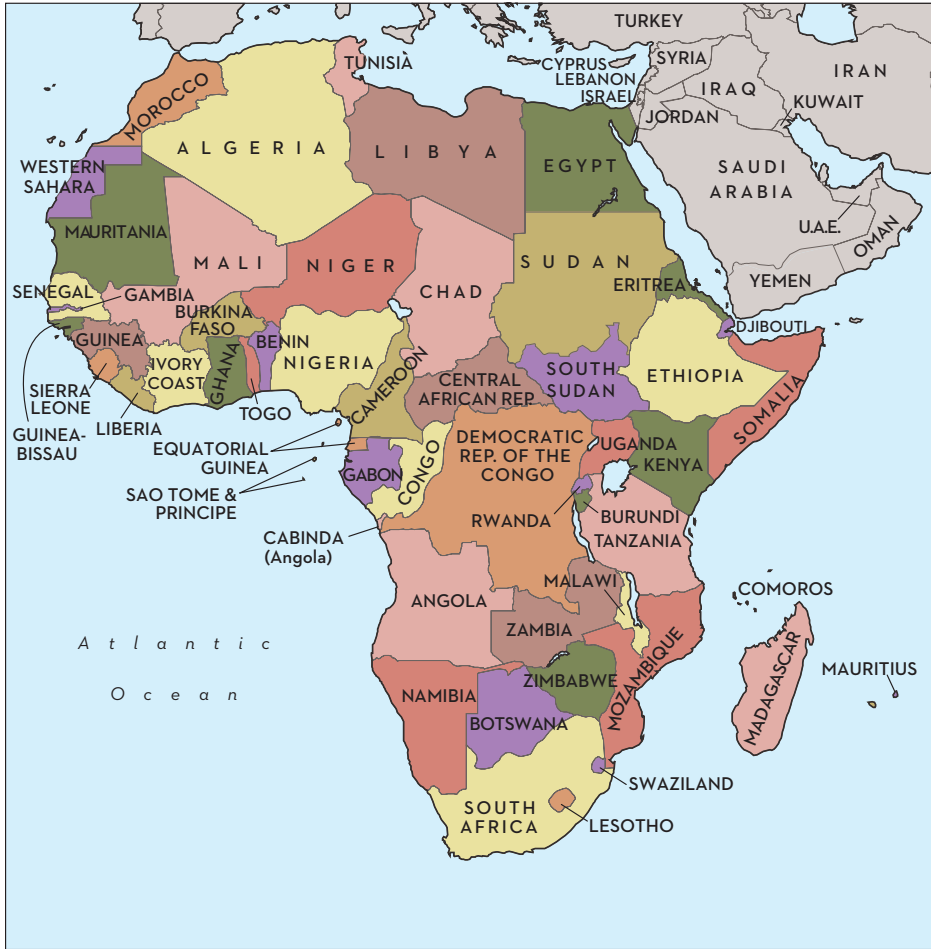 TURKEY
TUNISIA
CYPRUS
SYRIA
LEBANON
IRAN
IRAQ
ISRAEL
KUWAIT
MOROCCO
JORDAN
ALGERIA
LIBYA
EGYPT
WESTERN
SAHARA
SAUDI
ARABIA
U.A.E.
OMAN
MAURITANIA
MALI
NIGER
SUDAN
CHAD
ERITREA
YEMEN
SENEGAL
GAMBIA
BURKINA
FASO
DJIBOUTI
GUINEA
BENIN
NIGERIA
IVORY
COAST
GHANA
CAMEROON
CENTRAL
AFRICAN REP.
SOUTH
SUDAN
ETHIOPIA
SOMALIA
SIERRA
LEONE
TOGO
LIBERIA
GUINEA-
BISSAU
EQUATORIAL
GUINEA
DEMOCRATIC
REP. OF THE
CONGO
UGANDA
KENYA
GABON
CONGO
SAO TOME &
PRINCIPE
RWANDA
BURUNDI
TANZANIA
CABINDA
(Angola)
MALAWI
COMOROS
ANGOLA
ZAMBIA
Atlantic
Ocean
MOZAMBIQUE
MADAGASCAR
MAURITIUS
ZIMBABWE
NAMIBIA
BOTSWANA
SWAZILAND
SOUTH
AFRICA
LESOTHO